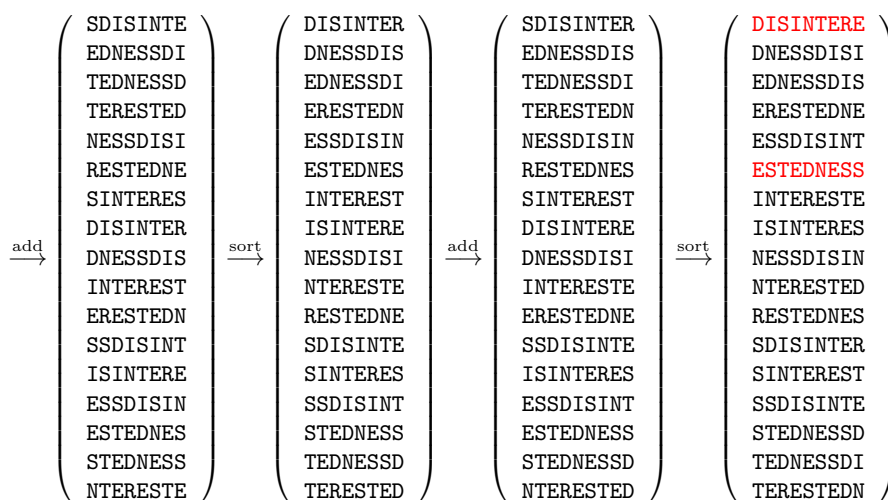 SDISINTE DISINTER SDISINTER DISINTERE
EDNESSDI DNESSDIS EDNESSDIS DNESSDISI
TEDNESSD EDNESSDI TEDNESSDI EDNESSDIS
TERESTED ERESTEDN TERESTEDN ERESTEDNE
NESSDISI ESSDISIN NESSDISIN ESSDISINT
RESTEDNE ESTEDNES RESTEDNES ESTEDNESS
SINTERES INTEREST SINTEREST INTERESTE
DISINTER ISINTERE DISINTERE ISINTERES
add → DNESSDIS sort → NESSDISI add → DNESSDISI sort → NESSDISIN
INTEREST NTERESTE INTERESTE NTERESTED
ERESTEDN RESTEDNE ERESTEDNE RESTEDNES
SSDISINT SDISINTE SSDISINTE SDISINTER
ISINTERE SINTERES ISINTERES SINTEREST
ESSDISIN SSDISINT ESSDISINT SSDISINTE
ESTEDNES STEDNESS ESTEDNESS STEDNESSD
STEDNESS TEDNESSD STEDNESSD TEDNESSDI
NTERESTE TERESTED NTERESTED TERESTEDN